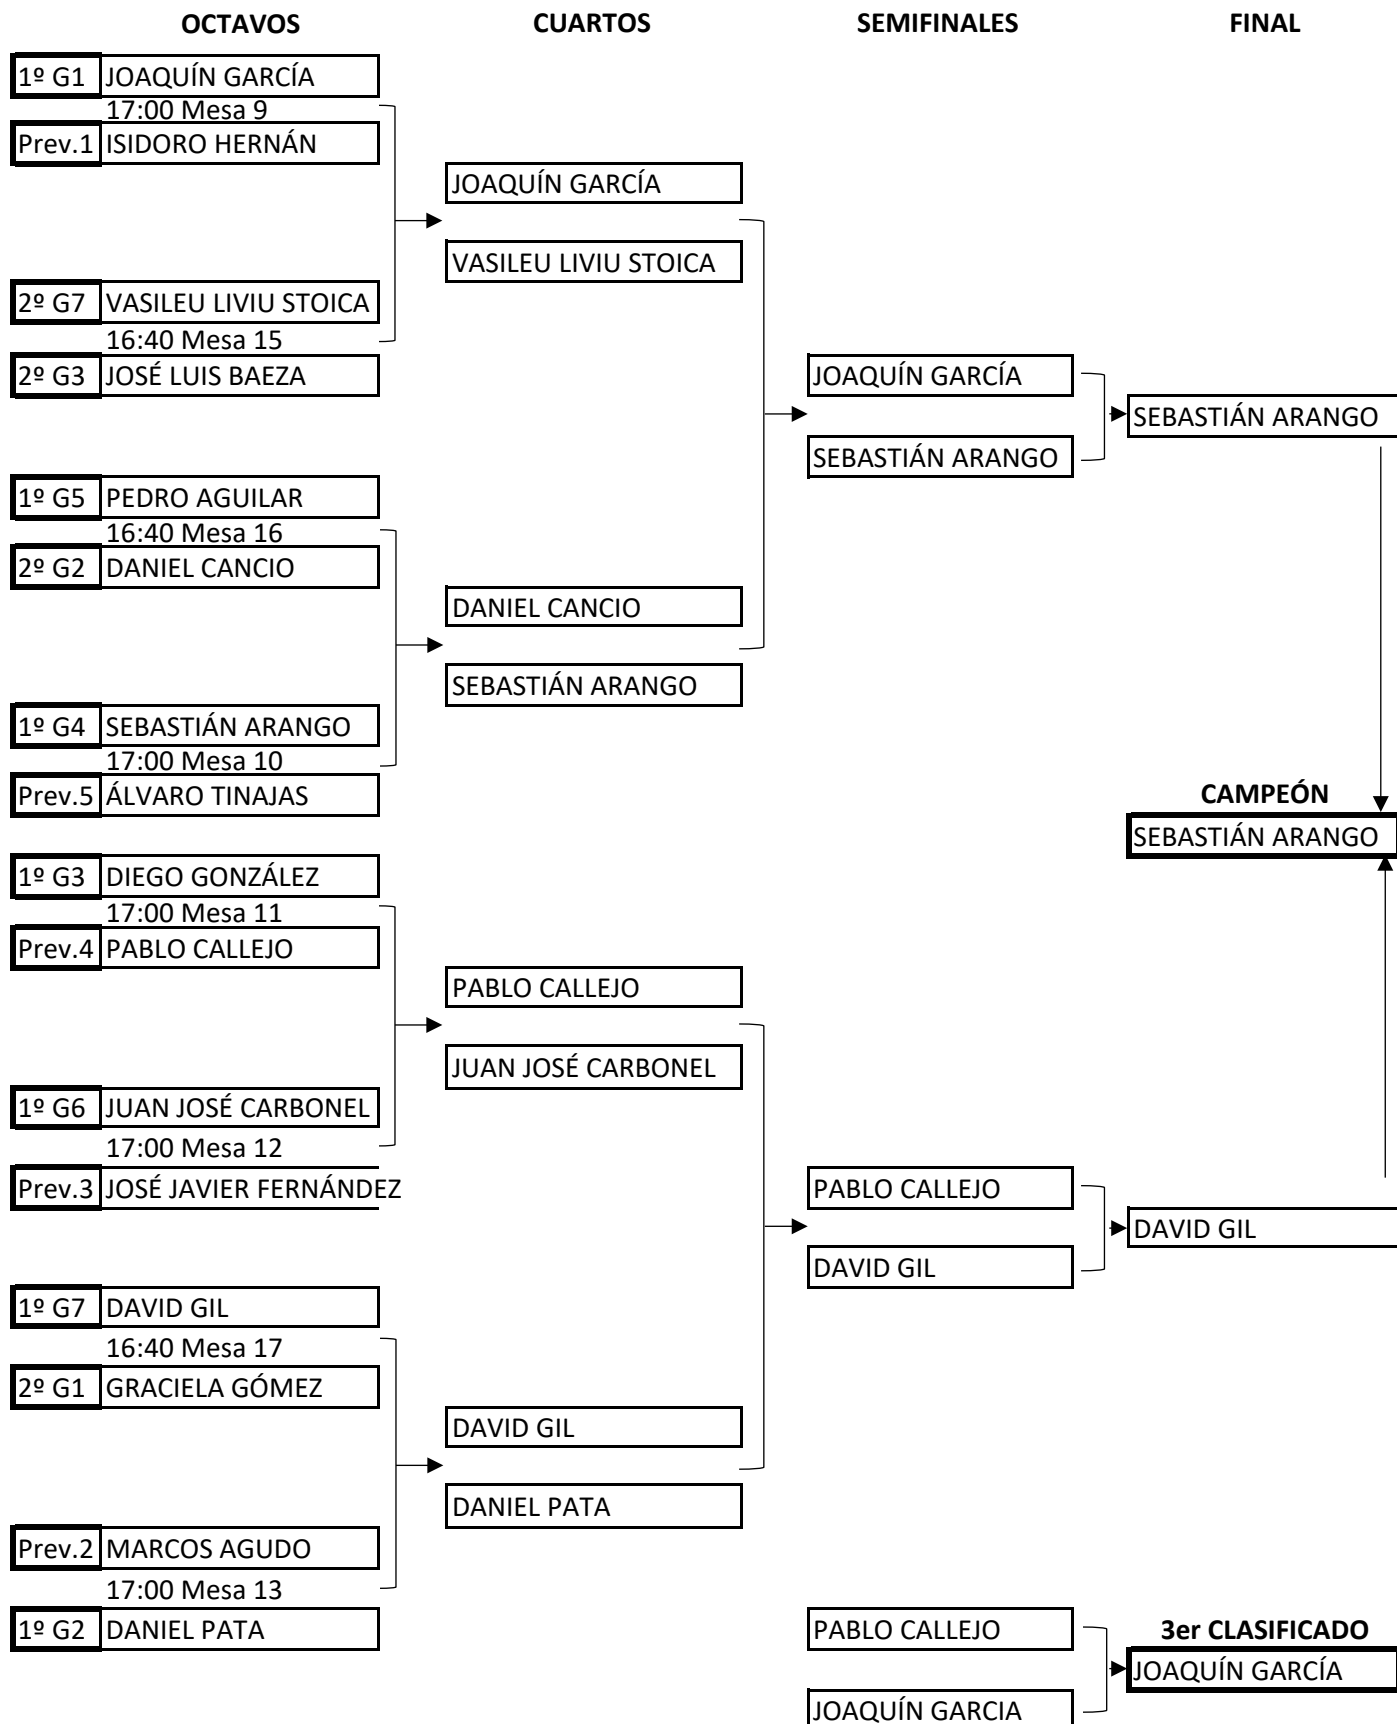 OCTAVOS CUARTOS SEMIFINALES FINAL
1º G1 JOAQUÍN GARCÍA
17:00 Mesa 9
Prev.1 ISIDORO HERNÁN
JOAQUÍN GARCÍA
VASILEU LIVIU STOICA
2º G7 VASILEU LIVIU STOICA
16:40 Mesa 15
2º G3 JOSÉ LUIS BAEZA
JOAQUÍN GARCÍA
SEBASTIÁN ARANGO
SEBASTIÁN ARANGO
1º G5 PEDRO AGUILAR
16:40 Mesa 16
2º G2 DANIEL CANCIO
DANIEL CANCIO
SEBASTIÁN ARANGO
1º G4 SEBASTIÁN ARANGO
17:00 Mesa 10
Prev.5 ÁLVARO TINAJAS
CAMPEÓN
SEBASTIÁN ARANGO
1º G3 DIEGO GONZÁLEZ
17:00 Mesa 11
Prev.4 PABLO CALLEJO
PABLO CALLEJO
JUAN JOSÉ CARBONEL
1º G6 JUAN JOSÉ CARBONEL
17:00 Mesa 12
Prev.3 JOSÉ JAVIER FERNÁNDEZ
PABLO CALLEJO
DAVID GIL
DAVID GIL
1º G7 DAVID GIL
16:40 Mesa 17
2º G1 GRACIELA GÓMEZ
DAVID GIL
DANIEL PATA
Prev.2 MARCOS AGUDO
17:00 Mesa 13
1º G2 DANIEL PATA
PABLO CALLEJO
3er CLASIFICADO
JOAQUÍN GARCÍA
JOAQUÍN GARCIA